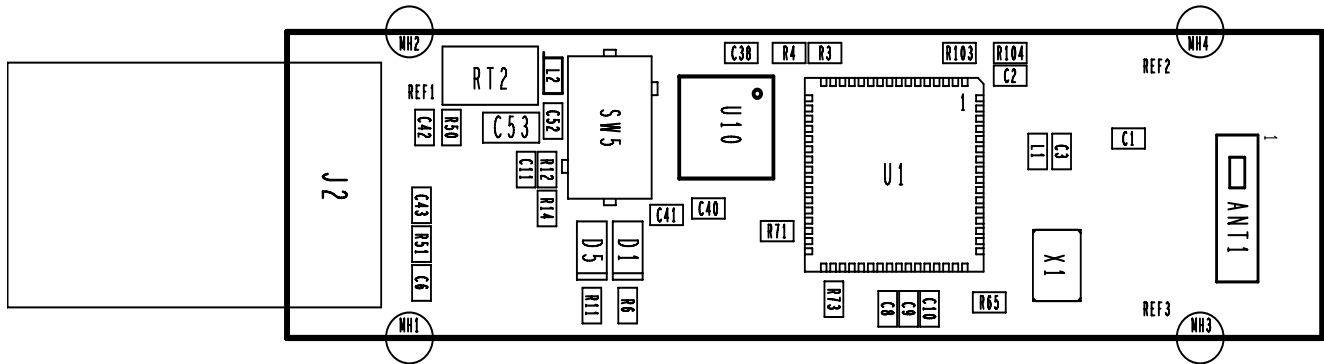 MH2
MH4
RT2
L2
C38
R4
R3
R103
R104
C2
REF2
REF1
C42
R50
C53
C52
SW5
U10
1
U1
L1
C3
C1
1
C11
R12
R14
J2
C43
R51
C6
C41
C40
R71
D5
D1
X1
ANT1
R11
R6
R73
C8
C9
C10
R65
REF3
MH1
MH3